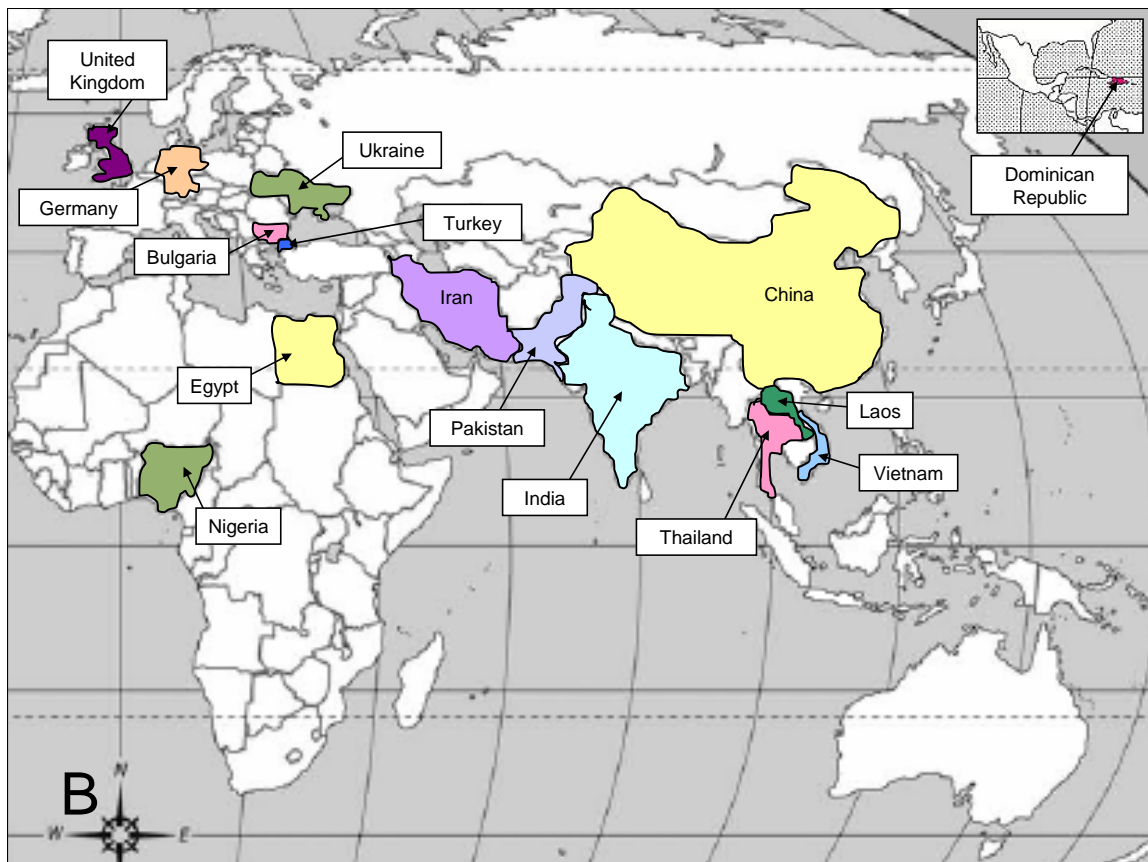 United
Kingdom
Ukraine
Germany
Turkey
Bulgaria
Dominican
Republic
Iran
China
Egypt
Pakistan
Laos
India
Vietnam
Nigeria
Thailand
B
N
W
E